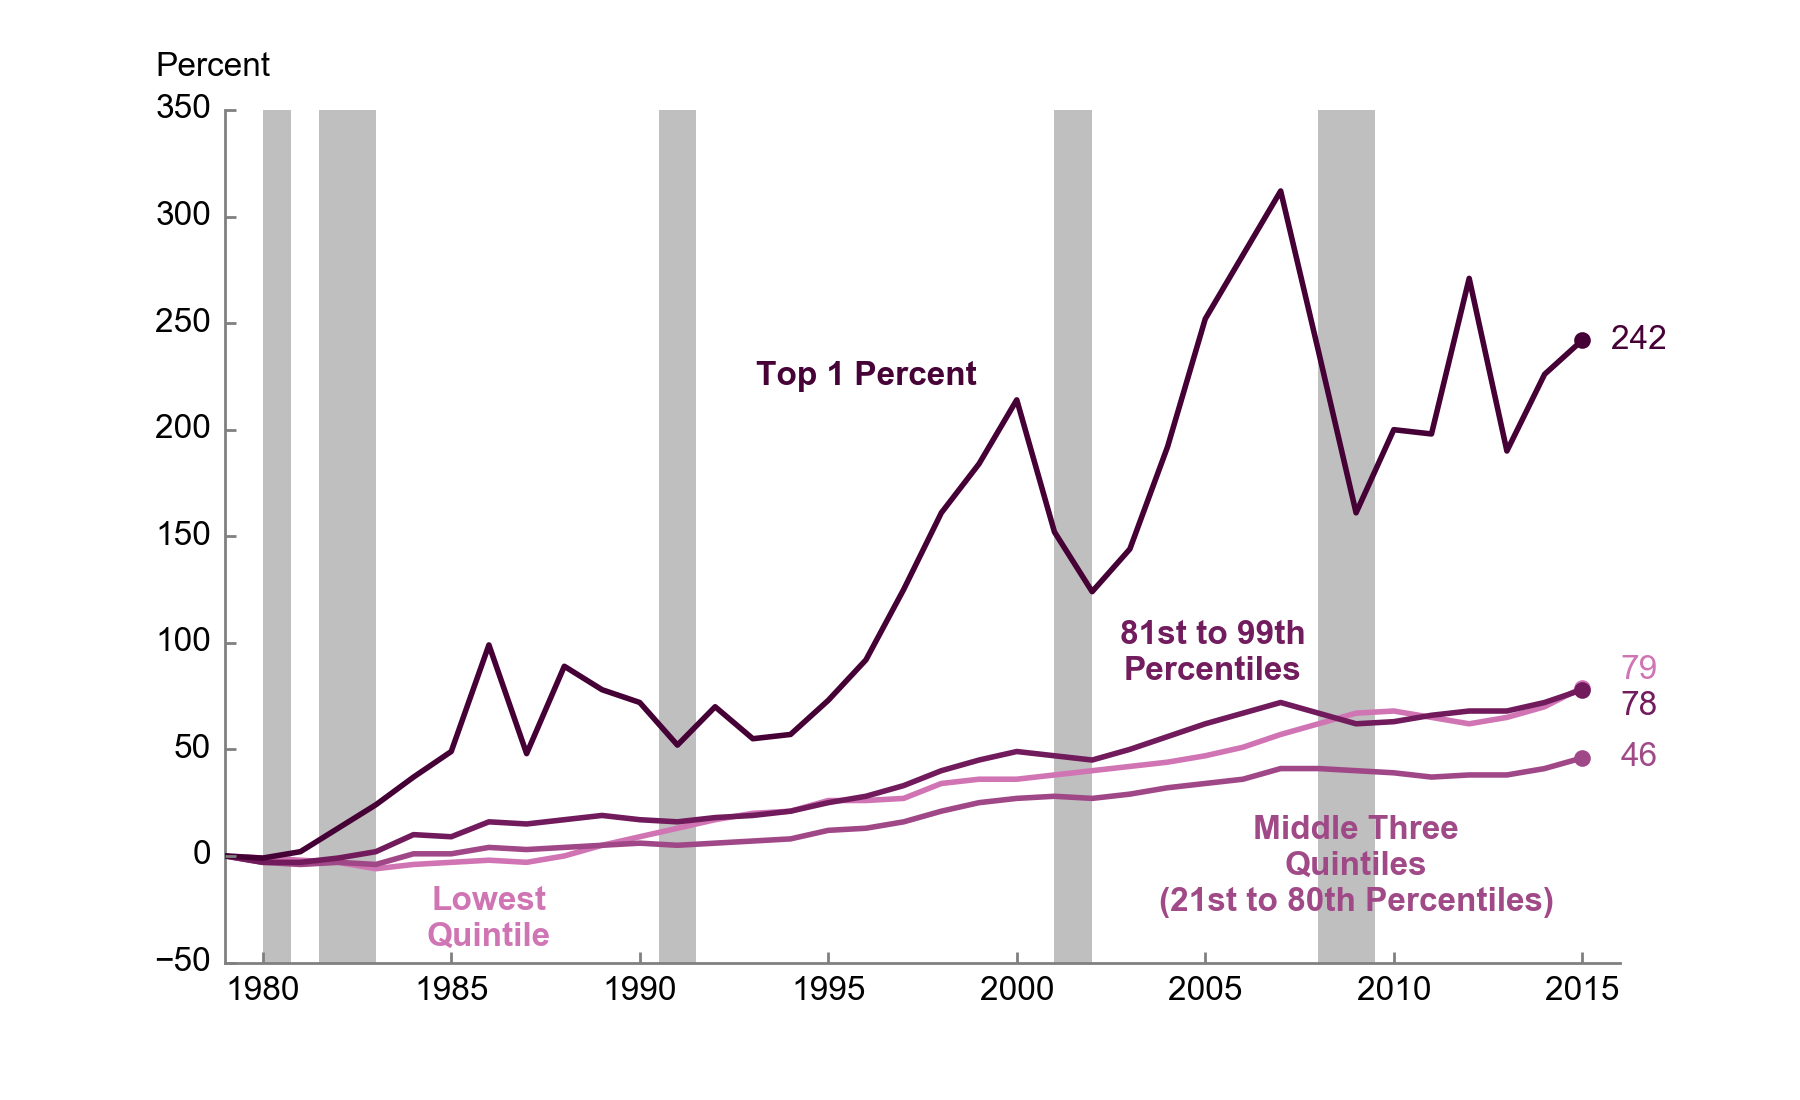 Percent
350
300
250
200
150
100
50
0
−50
Top 1 Percent
242
81st to 99th
Percentiles
79
78
46
Middle Three
Quintiles
(21st to 80th Percentiles)
Lowest
Quintile
1980 1985 1990 1995 2000 2005 2010 2015